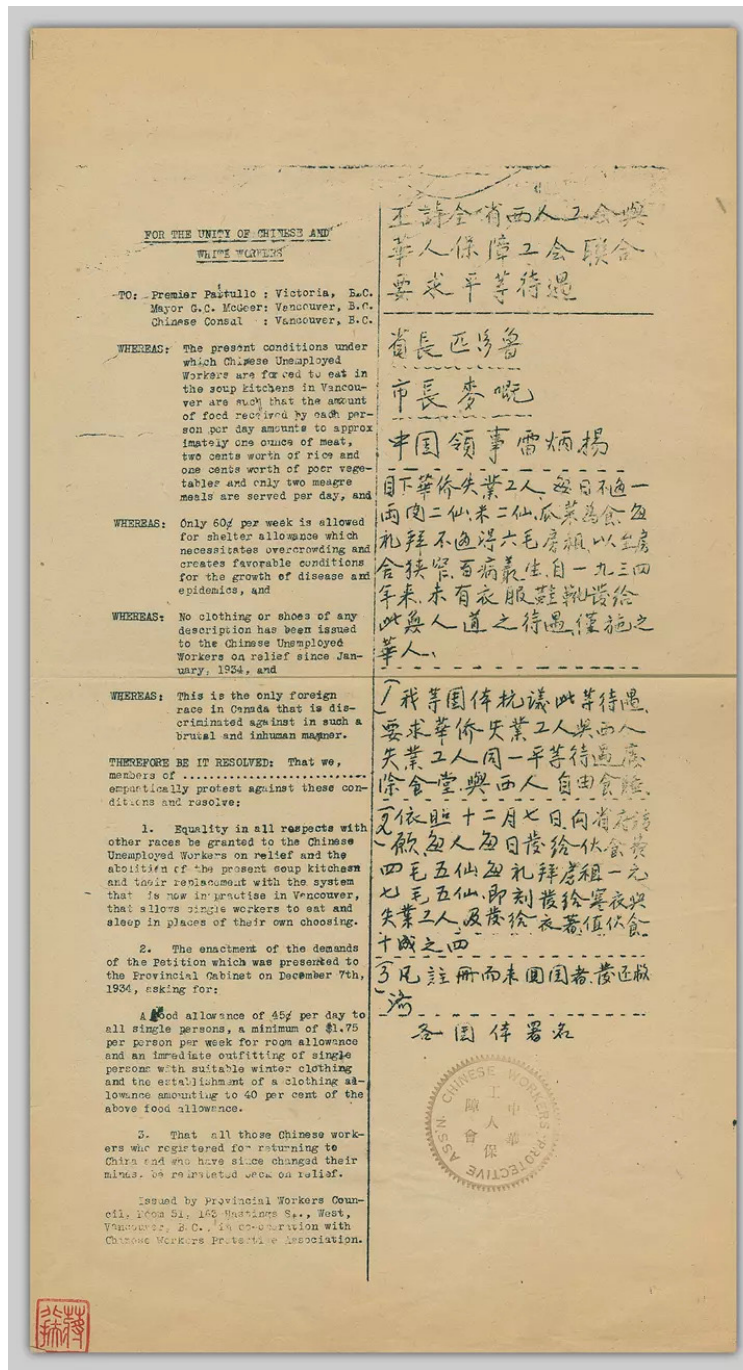 FOR THE UNITY OF CHINESE AND
WHITE WORKERS
TO: Premier Pattullo : Victoria, B.C.
Mayor G.C. McGeer: Vancouver, B.C.
Chinese Consul : Vancouver, B.C.
WHEREAS: The present conditions under
which Chinese Unemployed
Workers are forced to eat in
the soup kitchens in Vancou-
ver are such that the amount
of food received by each per-
son per day amounts to approx
imately one ounce of meat,
two cents worth of rice and
one cents worth of poor vege-
tables and only two meagre
meals are served per day, and
WHEREAS: Only 60¢ per week is allowed
for shelter allowance which
necessitates overcrowding and
creates favorable conditions
for the growth of disease and
epidemics, and
WHEREAS: No clothing or shoes of any
description has been issued
to the Chinese Unemployed
Workers on relief since Jan-
uary, 1934, and
WHEREAS: This is the only foreign
race in Canada that is dis-
criminated against in such a
brutal and inhuman manner.
THEREFORE BE IT RESOLVED: That we,
members of ..............................
emphatically protest against these con-
ditions and resolve:
1. Equality in all respects with
other races be granted to the Chinese
Unemployed Workers on relief and the
abolition of the present soup kitchen
and their replacement with the system
that is now in practise in Vancouver,
that allows single workers to eat and
sleep in places of their own choosing.
2. The enactment of the demands
of the Petition which was presented to
the Provincial Cabinet on December 7th,
1934, asking for:
A food allowance of 45¢ per day to
all single persons, a minimum of $1.75
per person per week for room allowance
and an immediate outfitting of single
persons with suitable winter clothing
and the establishment of a clothing al-
lowance amounting to 40 per cent of the
above food allowance.
3. That all those Chinese work-
ers who registered for returning to
China and who have since changed their
minds, be reinstated back on relief.
Issued by Provincial Workers Coun-
cil, Room 51, 163 Hastings St., West,
Vancouver, B.C., in co-operation with
Chinese Workers Protective Association.
全省西人工会與
華人保障工会联合
要求平等待遇
省長匹多魯
市長麥嘅
中国領事雷炳揚
目下華侨失業工人,每日不過一
両肉二仙,米二仙,瓜菜為食,每
礼拜不過得六毛房租,以至房
舍狭窄,百病叢生,自一九三四
年来,未有衣服鞋靴發给
此無人道之待遇,僅施之
華人、
1)我等团体抗議此等待遇,
要求華侨失業工人與西人
失業工人同一平等待遇,廢
除食堂,與西人自由食睡
2)依照十二月七日,向省府請
願,每人每日發给伙食費
四毛五仙,每礼拜房租一元
七毛五仙,即刻發给寒衣與
失業工人,及發给衣著,值伙食
十成之四
3)凡註冊而未回国者,發还救
济
各团体署名
CHINESE WORKERS PROTECTIVE ASS'N.
中華
工人保
障會